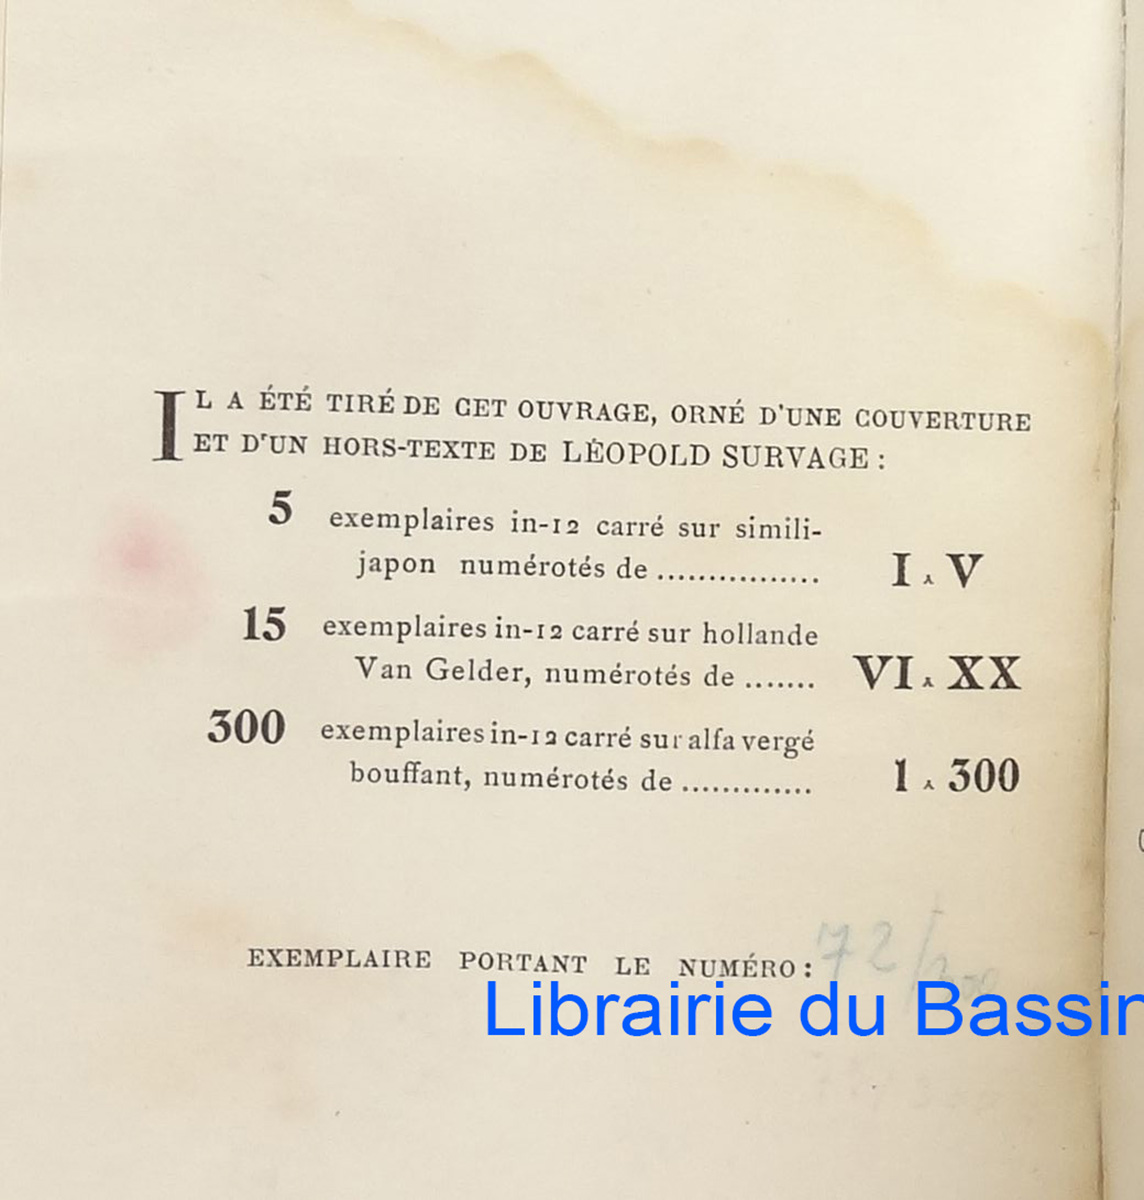 IL A ÉTÉ TIRÉ DE CET OUVRAGE, ORNÉ D'UNE COUVERTURE
ET D'UN HORS-TEXTE DE LÉOPOLD SURVAGE :
5 exemplaires in-12 carré sur simili-
japon numérotés de ................ I A V
15 exemplaires in-12 carré sur hollande
Van Gelder, numérotés de ....... VI A XX
300 exemplaires in-12 carré sur alfa vergé
bouffant, numérotés de ............. 1 A 300
EXEMPLAIRE PORTANT LE NUMÉRO : 72/300
Librairie du Bassin